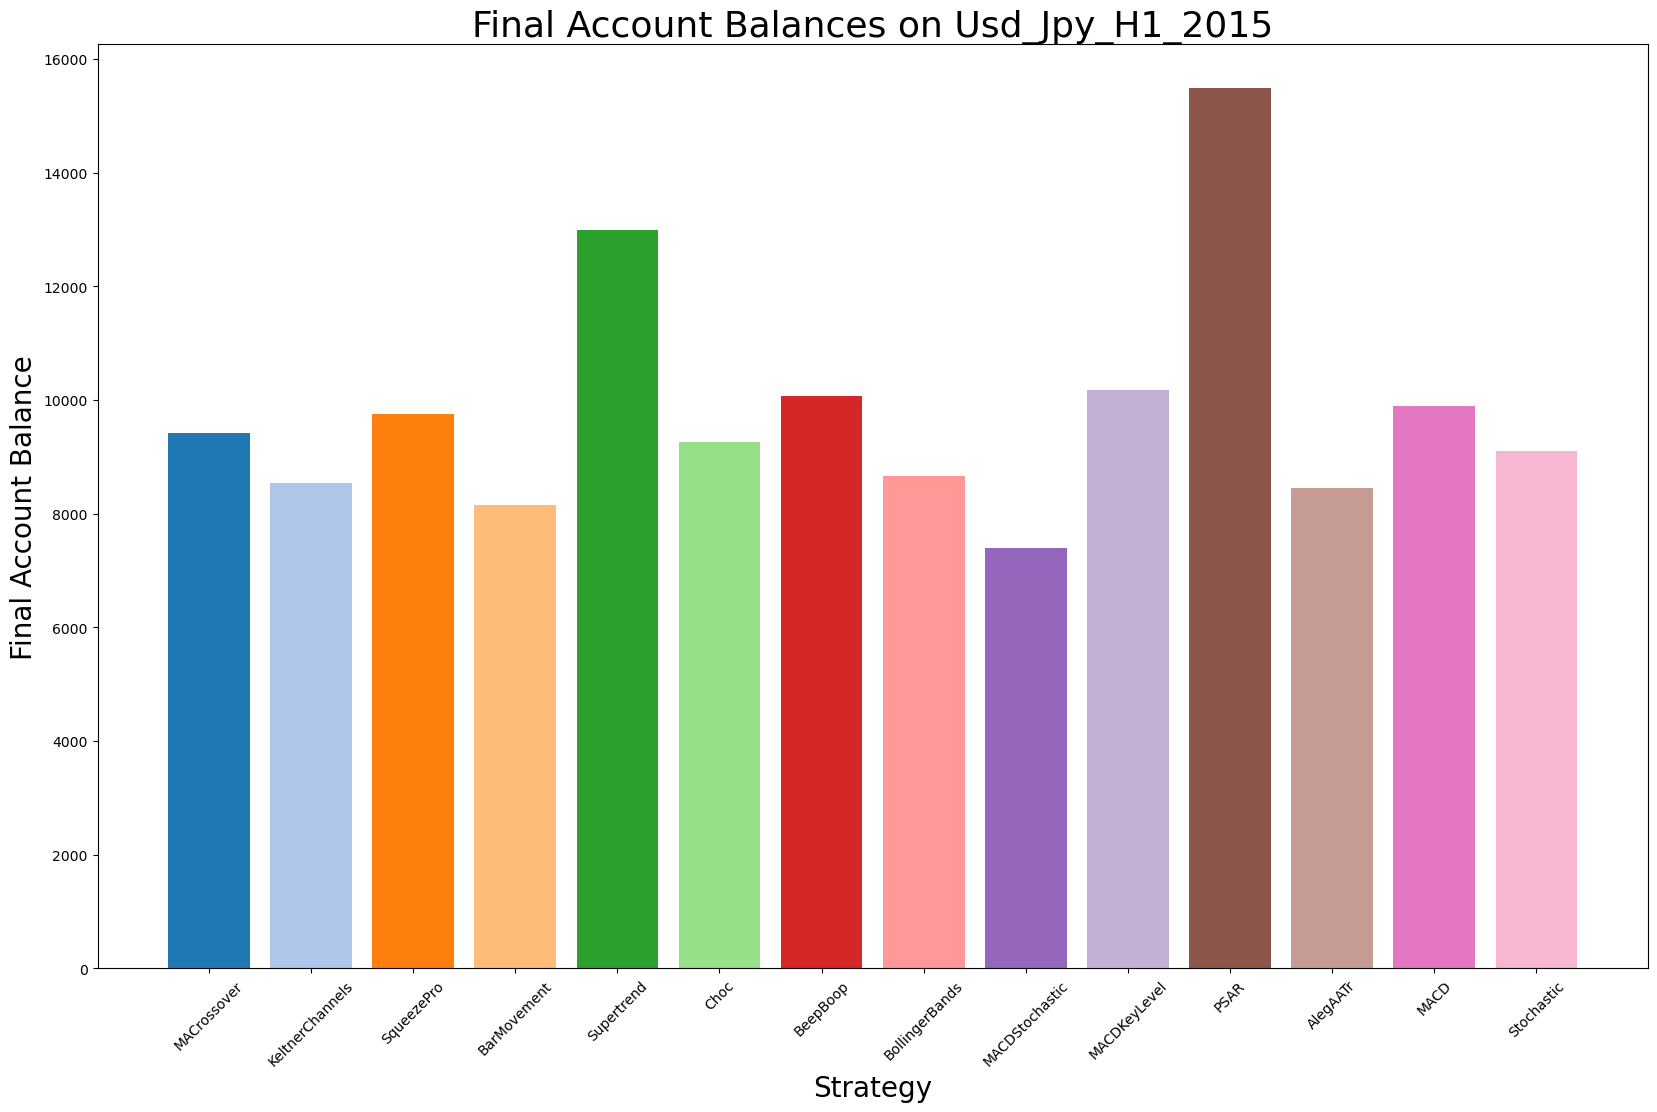 Final Account Balances on Usd_Jpy_H1_2015
Final Account Balance
16000
14000
12000
10000
8000
6000
4000
2000
0
MACrossover
KeltnerChannels
SqueezePro
BarMovement
Supertrend
Choc
BeepBoop
BollingerBands
MACDStochastic
MACDKeyLevel
PSAR
AlegAATr
MACD
Stochastic
Strategy